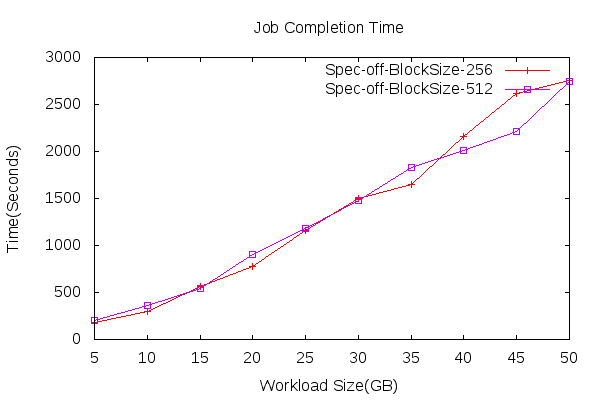 Job Completion Time
Spec-off-BlockSize-256
Spec-off-BlockSize-512
3000
2500
2000
1500
1000
500
0
Time(Seconds)
5 10 15 20 25 30 35 40 45 50
Workload Size(GB)